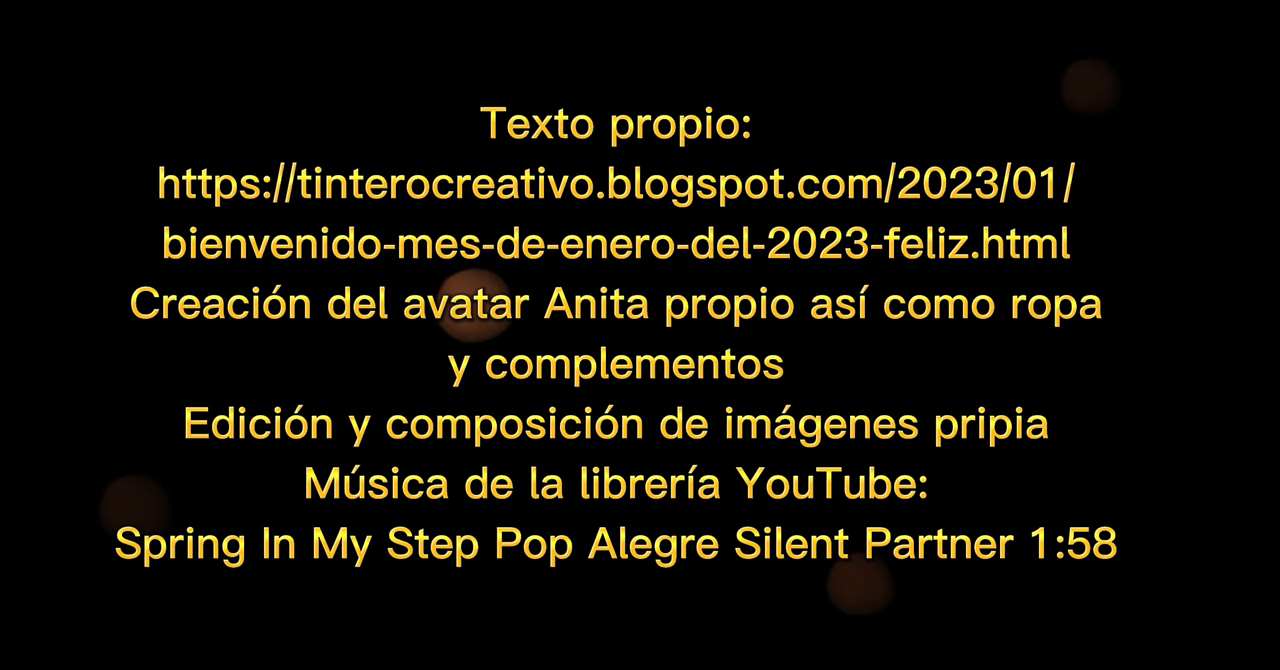 Texto propio:
https://tinterocreativo.blogspot.com/2023/01/
bienvenido-mes-de-enero-del-2023-feliz.html
Creación del avatar Anita propio así como ropa
y complementos
Edición y composición de imágenes pripia
Música de la librería YouTube:
Spring In My Step Pop Alegre Silent Partner 1:58